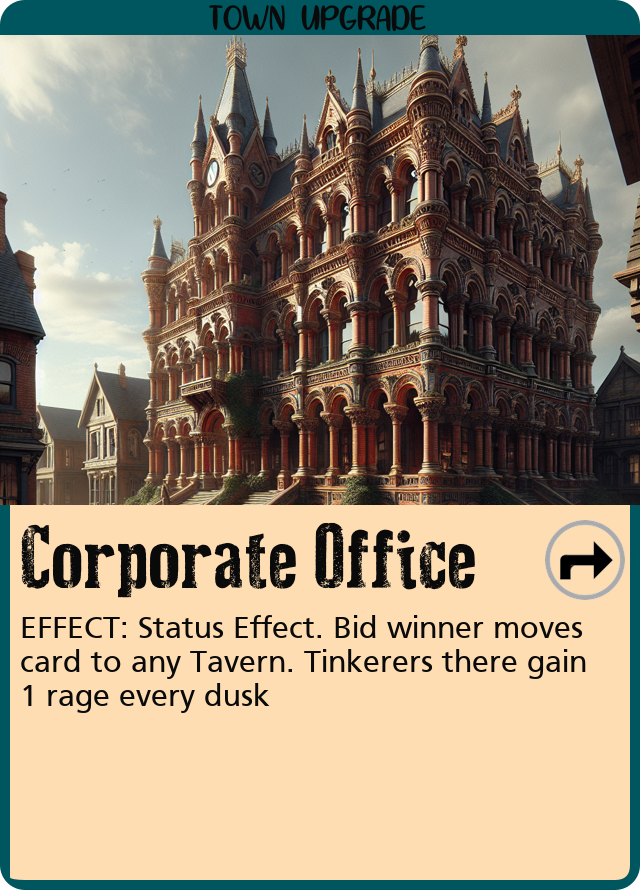 TOWN UPGRADE
Corporate Office
EFFECT: Status Effect. Bid winner moves
card to any Tavern. Tinkerers there gain
1 rage every dusk